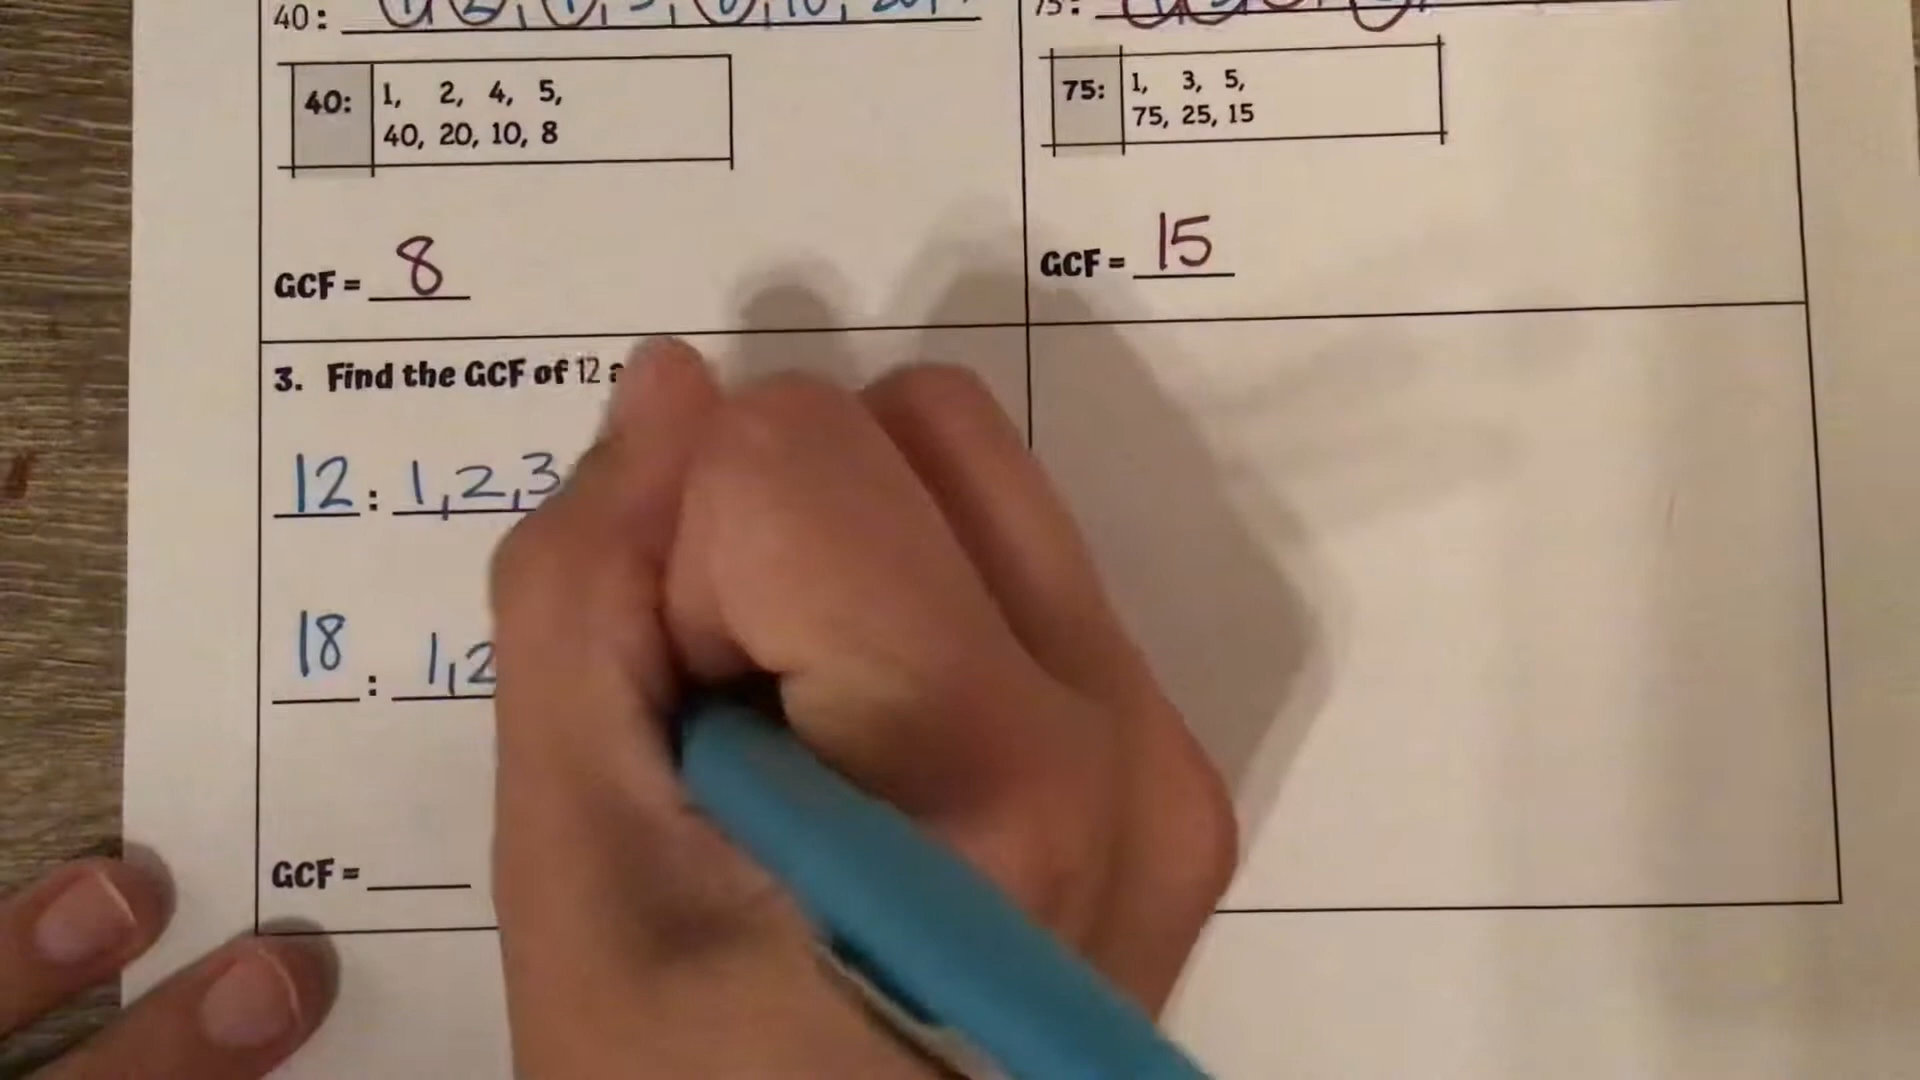 40:
75:
40: 1, 2, 4, 5,
40, 20, 10, 8
75: 1, 3, 5,
75, 25, 15
GCF = 8
GCF = 15
3. Find the GCF of 12
12 : 1,2,3
18 : 1,2
GCF =